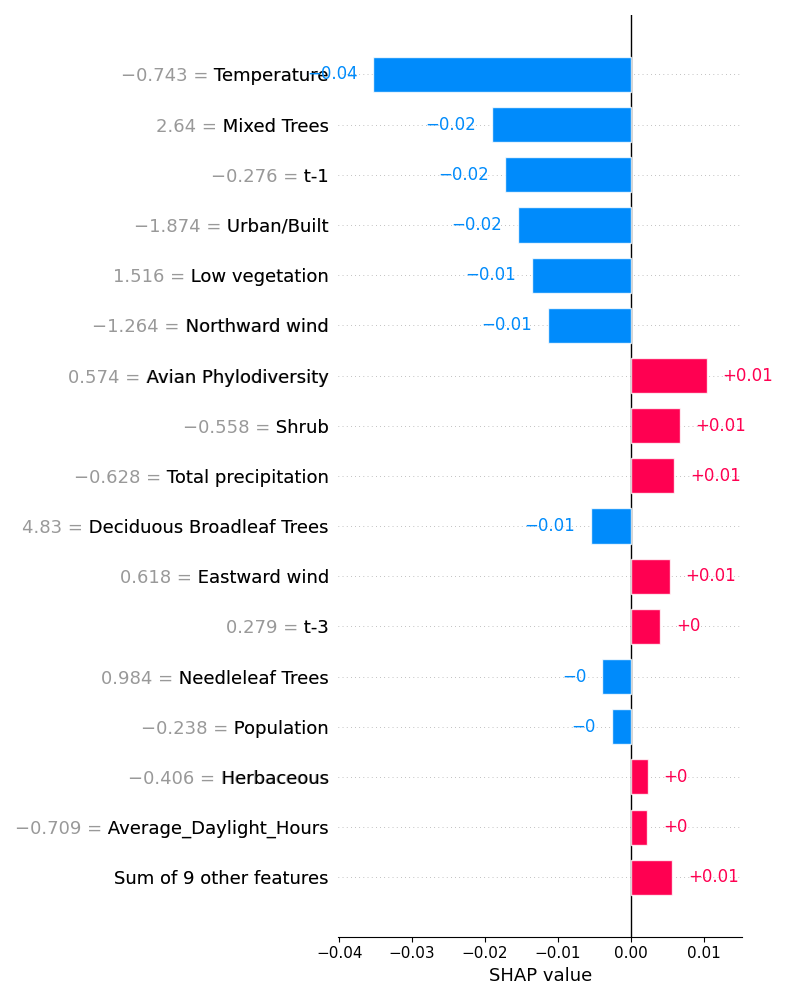 −0.743 = Temperature −0.04
2.64 = Mixed Trees −0.02
−0.276 = t-1 −0.02
−1.874 = Urban/Built −0.02
1.516 = Low vegetation −0.01
−1.264 = Northward wind −0.01
0.574 = Avian Phylodiversity +0.01
−0.558 = Shrub +0.01
−0.628 = Total precipitation +0.01
4.83 = Deciduous Broadleaf Trees −0.01
0.618 = Eastward wind +0.01
0.279 = t-3 +0
0.984 = Needleleaf Trees −0
−0.238 = Population −0
−0.406 = Herbaceous +0
−0.709 = Average_Daylight_Hours +0
Sum of 9 other features +0.01
−0.04 −0.03 −0.02 −0.01 0.00 0.01
SHAP value